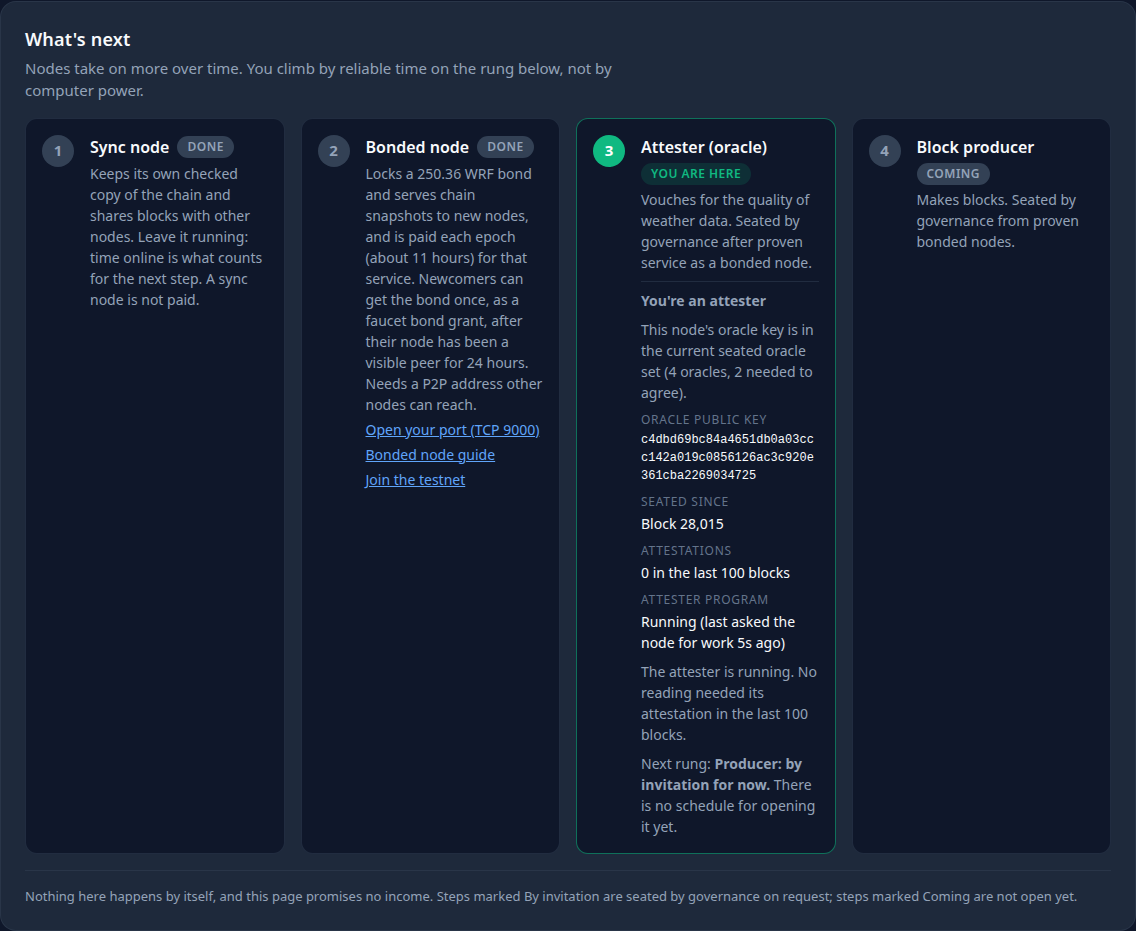 What's next
Nodes take on more over time. You climb by reliable time on the rung below, not by
computer power.
1
Sync node DONE
Keeps its own checked
copy of the chain and
shares blocks with other
nodes. Leave it running:
time online is what counts
for the next step. A sync
node is not paid.
2
Bonded node DONE
Locks a 250.36 WRF bond
and serves chain
snapshots to new nodes,
and is paid each epoch
(about 11 hours) for that
service. Newcomers can
get the bond once, as a
faucet bond grant, after
their node has been a
visible peer for 24 hours.
Needs a P2P address other
nodes can reach.
Open your port (TCP 9000)
Bonded node guide
Join the testnet
3
Attester (oracle)
YOU ARE HERE
Vouches for the quality of
weather data. Seated by
governance after proven
service as a bonded node.
You're an attester
This node's oracle key is in
the current seated oracle
set (4 oracles, 2 needed to
agree).
ORACLE PUBLIC KEY
c4dbd69bc84a4651db0a03cc
c142a019c0856126ac3c920e
361cba2269034725
SEATED SINCE
Block 28,015
ATTESTATIONS
0 in the last 100 blocks
ATTESTER PROGRAM
Running (last asked the
node for work 5s ago)
The attester is running. No
reading needed its
attestation in the last 100
blocks.
Next rung: Producer: by
invitation for now. There
is no schedule for opening
it yet.
4
Block producer
COMING
Makes blocks. Seated by
governance from proven
bonded nodes.
Nothing here happens by itself, and this page promises no income. Steps marked By invitation are seated by governance on request; steps marked Coming are not open yet.